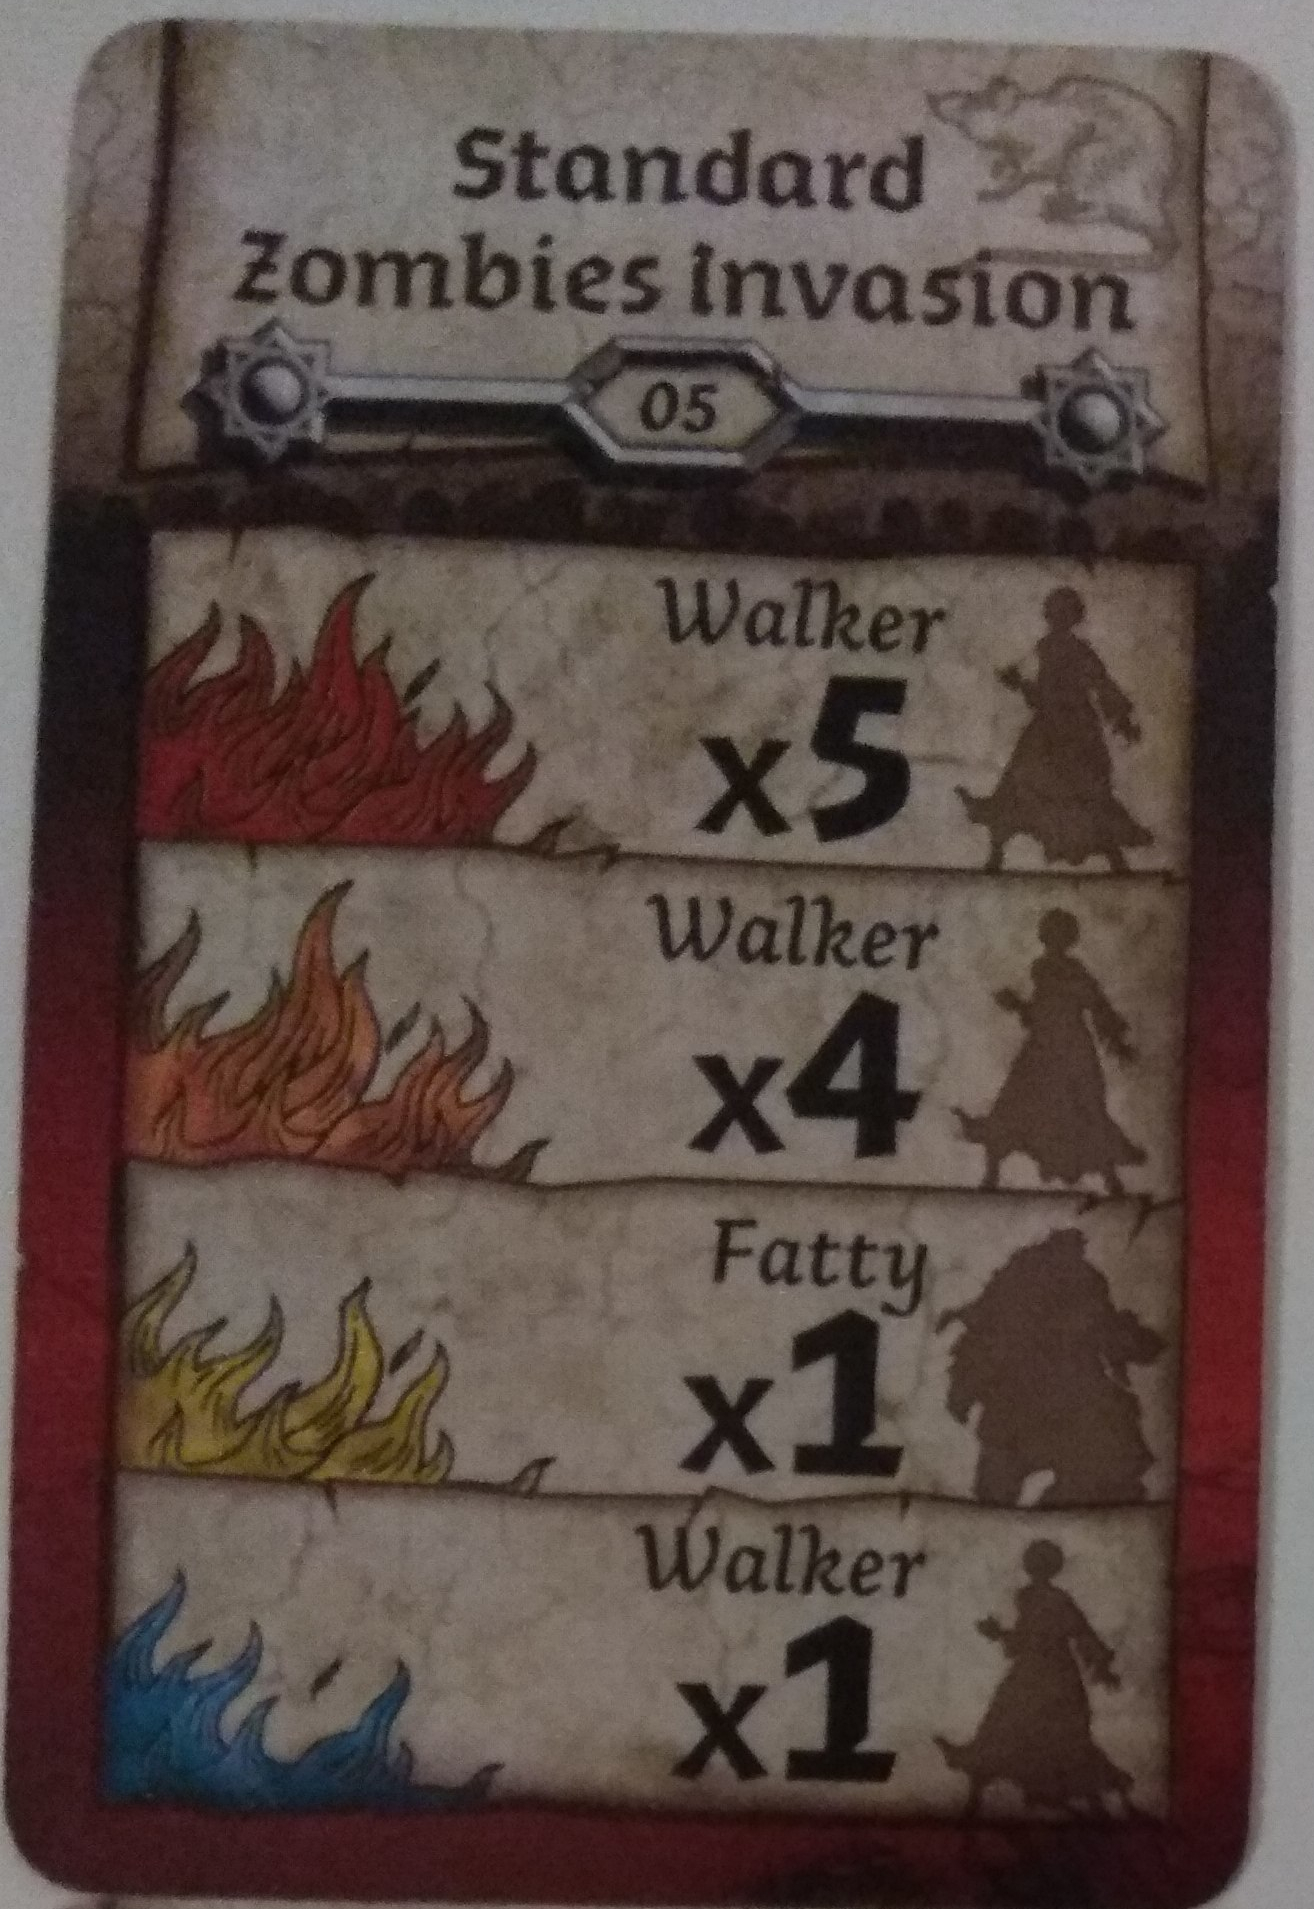 Standard
Zombies Invasion
05
Walker
x5
Walker
x4
Fatty
x1
Walker
x1